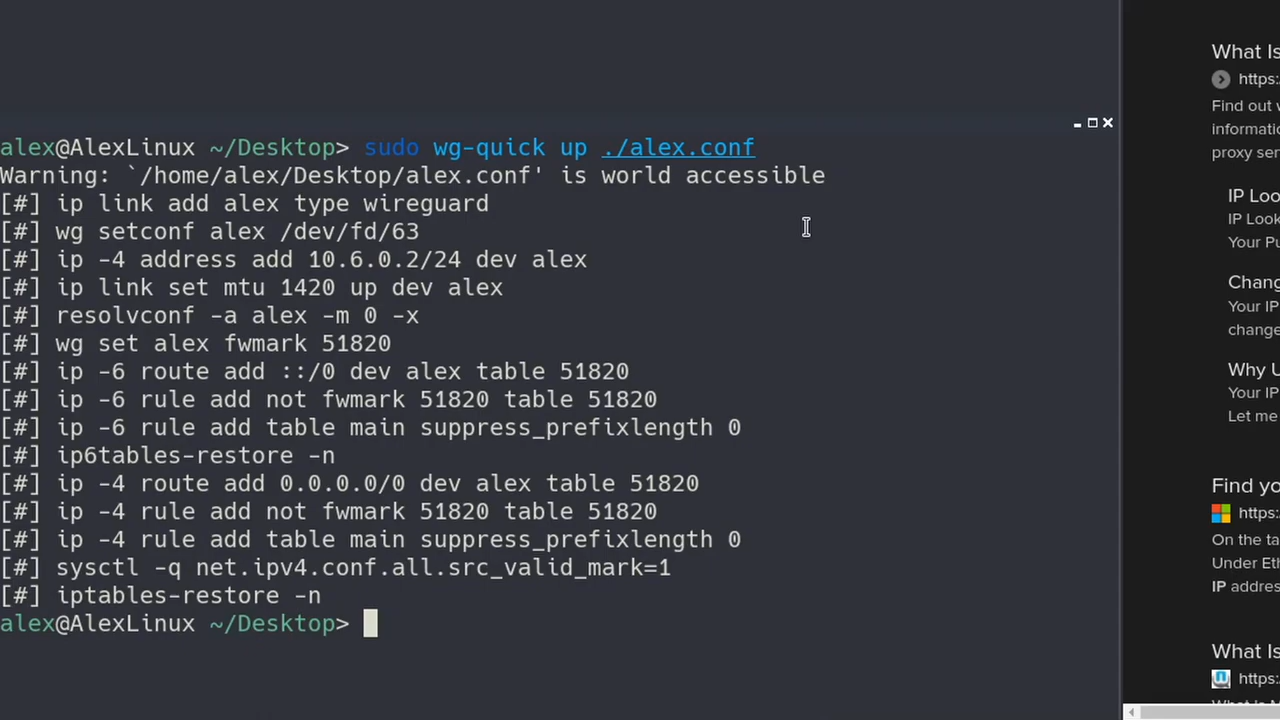 alex@AlexLinux ~/Desktop> sudo wg-quick up ./alex.conf
Warning: `/home/alex/Desktop/alex.conf' is world accessible
[#] ip link add alex type wireguard
[#] wg setconf alex /dev/fd/63
[#] ip -4 address add 10.6.0.2/24 dev alex
[#] ip link set mtu 1420 up dev alex
[#] resolvconf -a alex -m 0 -x
[#] wg set alex fwmark 51820
[#] ip -6 route add ::/0 dev alex table 51820
[#] ip -6 rule add not fwmark 51820 table 51820
[#] ip -6 rule add table main suppress_prefixlength 0
[#] ip6tables-restore -n
[#] ip -4 route add 0.0.0.0/0 dev alex table 51820
[#] ip -4 rule add not fwmark 51820 table 51820
[#] ip -4 rule add table main suppress_prefixlength 0
[#] sysctl -q net.ipv4.conf.all.src_valid_mark=1
[#] iptables-restore -n
alex@AlexLinux ~/Desktop>
What Is
https:
Find out
informatio
proxy ser
IP Loo
IP Look
Your Pu
Chang
Your IP
change
Why U
Your IP
Let me
Find yo
https:
On the ta
Under Eth
IP addres
What Is
https: